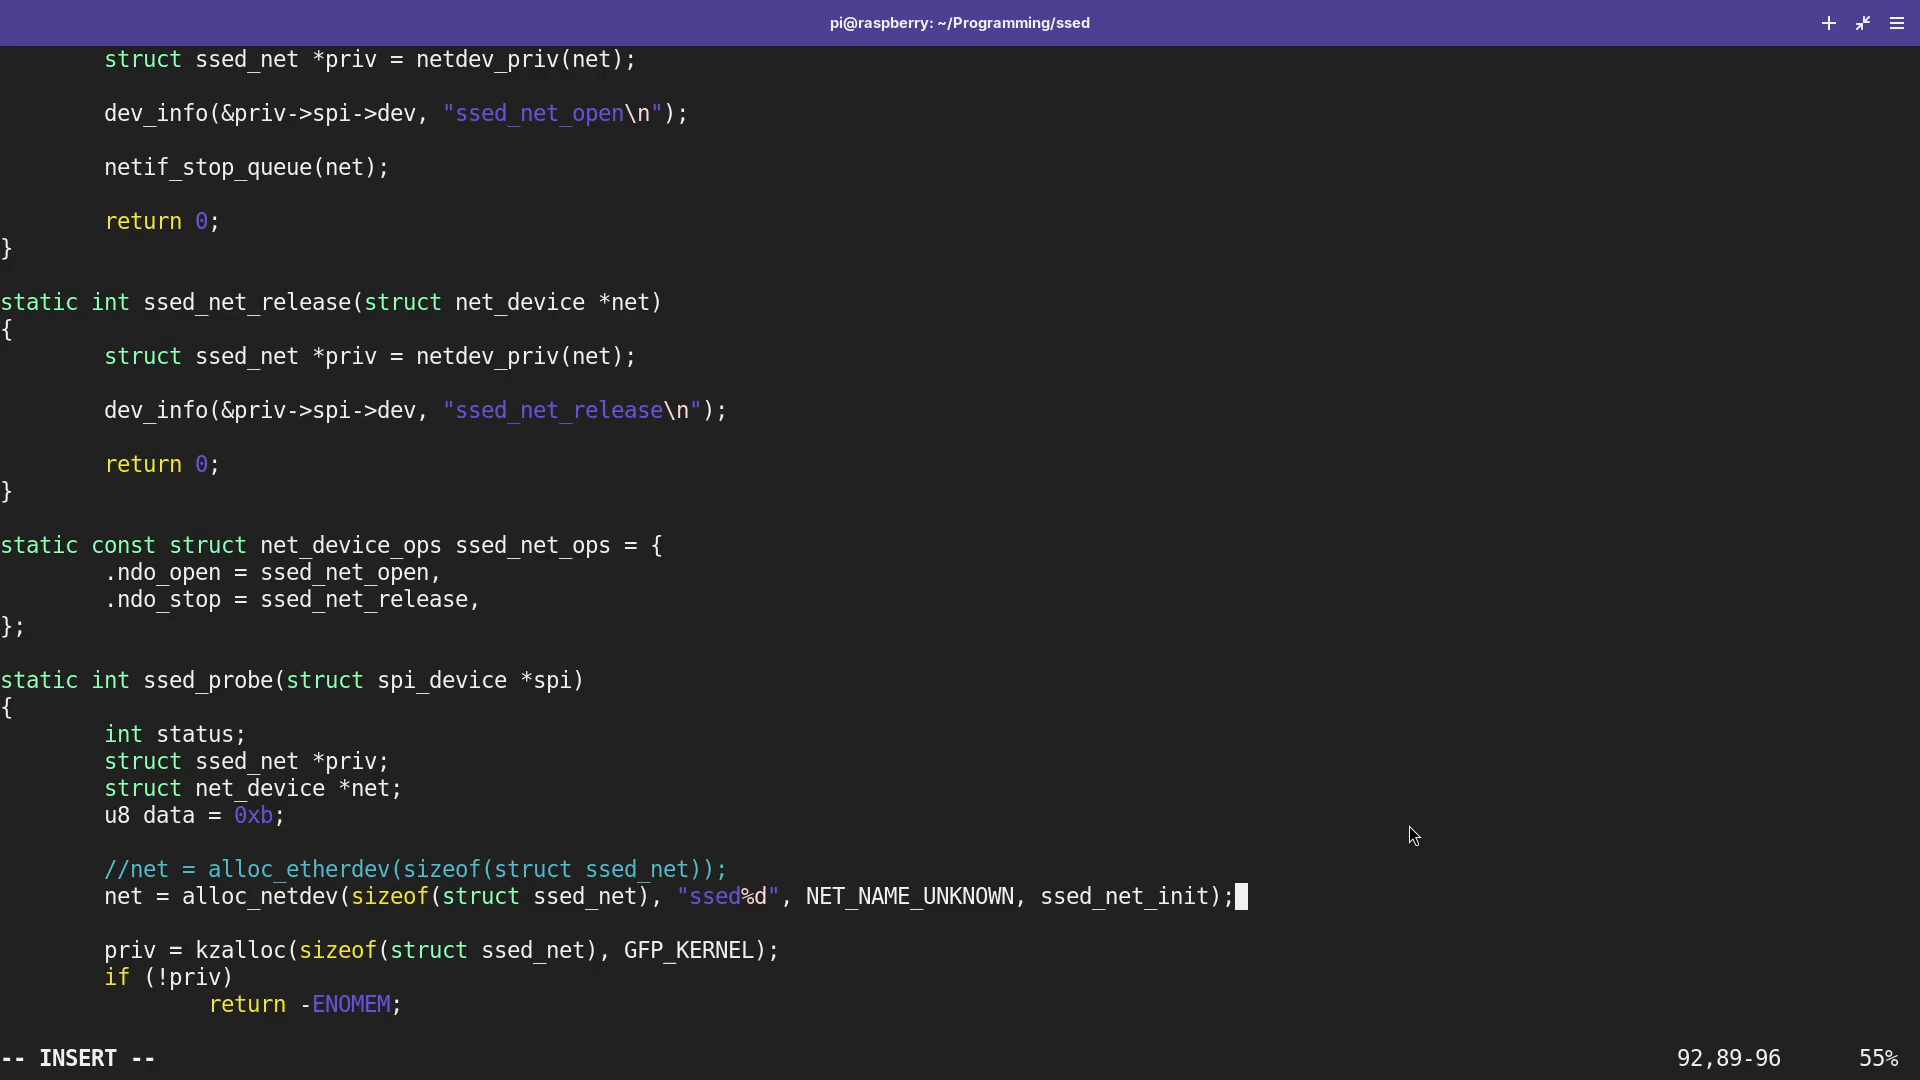 pi@raspberry: ~/Programming/ssed
        struct ssed_net *priv = netdev_priv(net);

        dev_info(&priv->spi->dev, "ssed_net_open\n");

        netif_stop_queue(net);

        return 0;
}

static int ssed_net_release(struct net_device *net)
{
        struct ssed_net *priv = netdev_priv(net);

        dev_info(&priv->spi->dev, "ssed_net_release\n");

        return 0;
}

static const struct net_device_ops ssed_net_ops = {
        .ndo_open = ssed_net_open,
        .ndo_stop = ssed_net_release,
};

static int ssed_probe(struct spi_device *spi)
{
        int status;
        struct ssed_net *priv;
        struct net_device *net;
        u8 data = 0xb;

        //net = alloc_etherdev(sizeof(struct ssed_net));
        net = alloc_netdev(sizeof(struct ssed_net), "ssed%d", NET_NAME_UNKNOWN, ssed_net_init);

        priv = kzalloc(sizeof(struct ssed_net), GFP_KERNEL);
        if (!priv)
                return -ENOMEM;

-- INSERT -- 92,89-96 55%